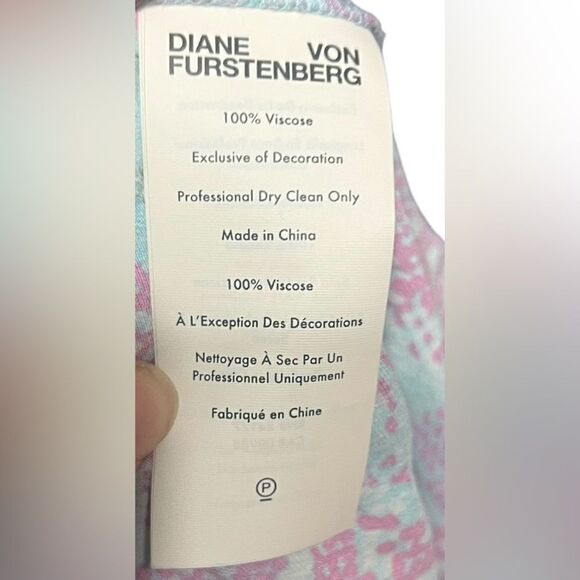 DIANE VON
FURSTENBERG
100% Viscose
Exclusive of Decoration
Professional Dry Clean Only
Made in China
100% Viscose
À L'Exception Des Décorations
Nettoyage À Sec Par Un
Professionnel Uniquement
Fabriqué en Chine
P